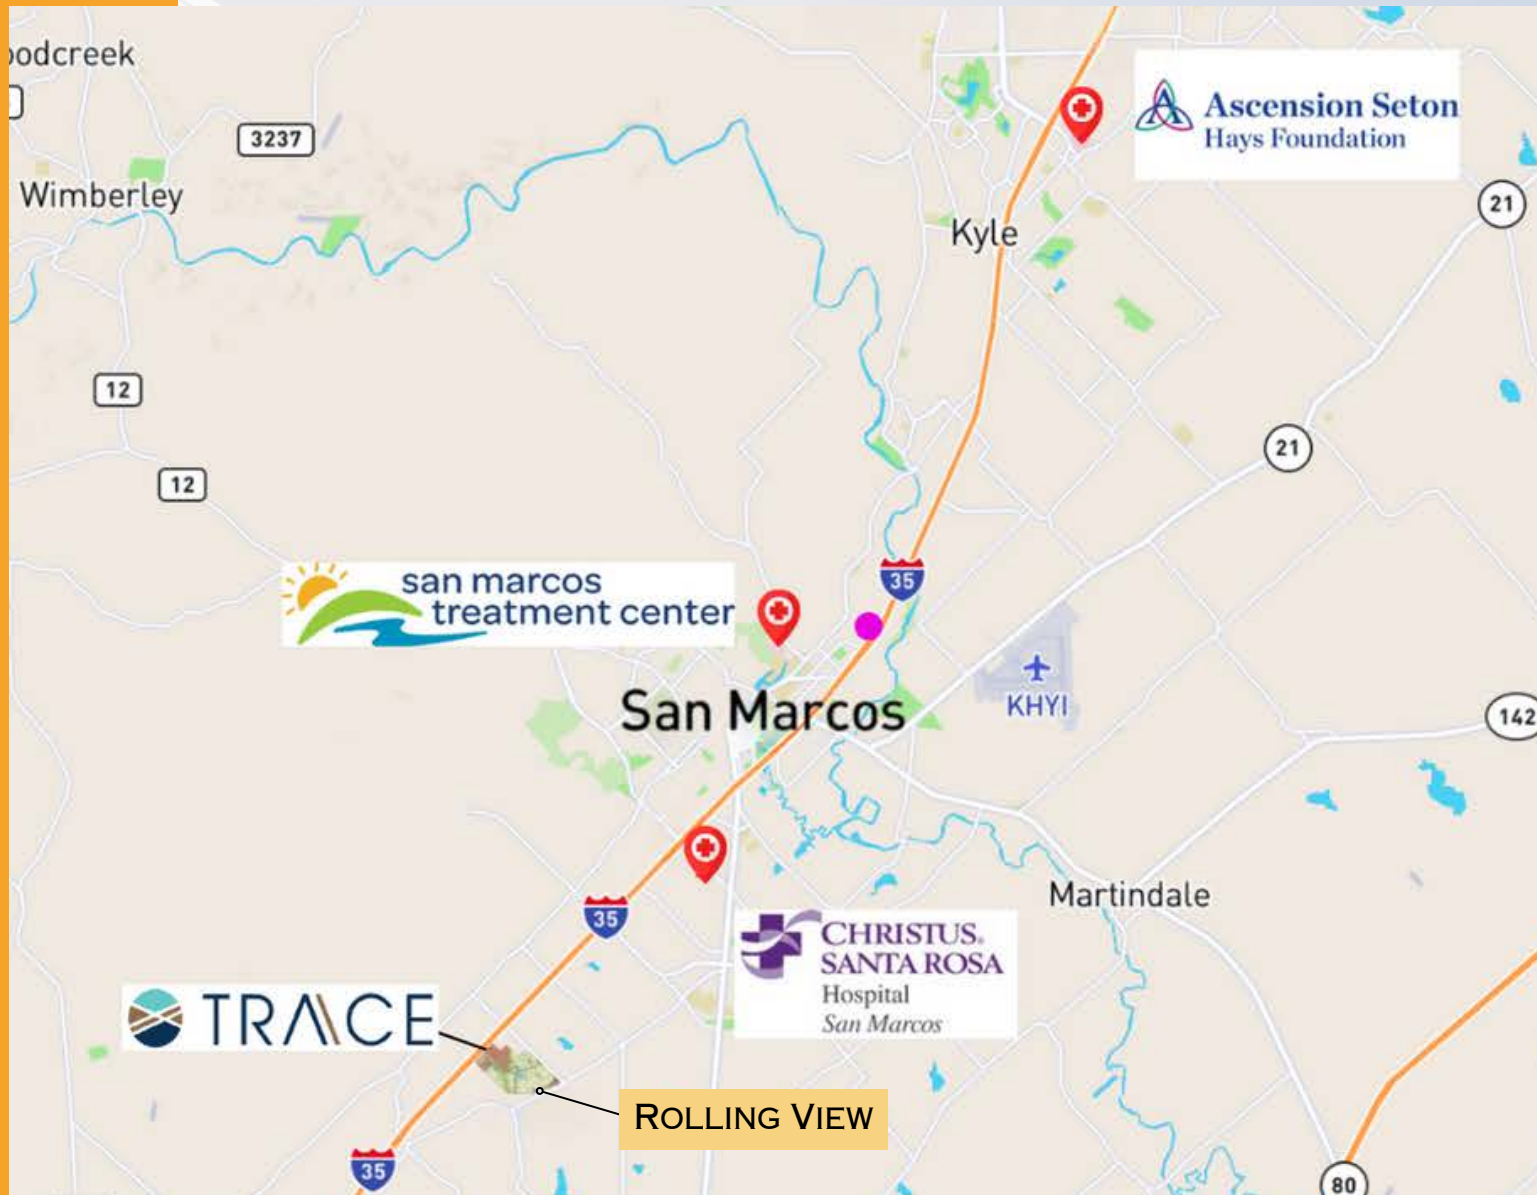 oodcreek
3237
Ascension Seton
Hays Foundation
Wimberley
21
Kyle
12
21
12
35
san marcos
treatment center
San Marcos
KHYI
142
Martindale
35
CHRISTUS.
SANTA ROSA
Hospital
San Marcos
TRACE
ROLLING VIEW
35
80